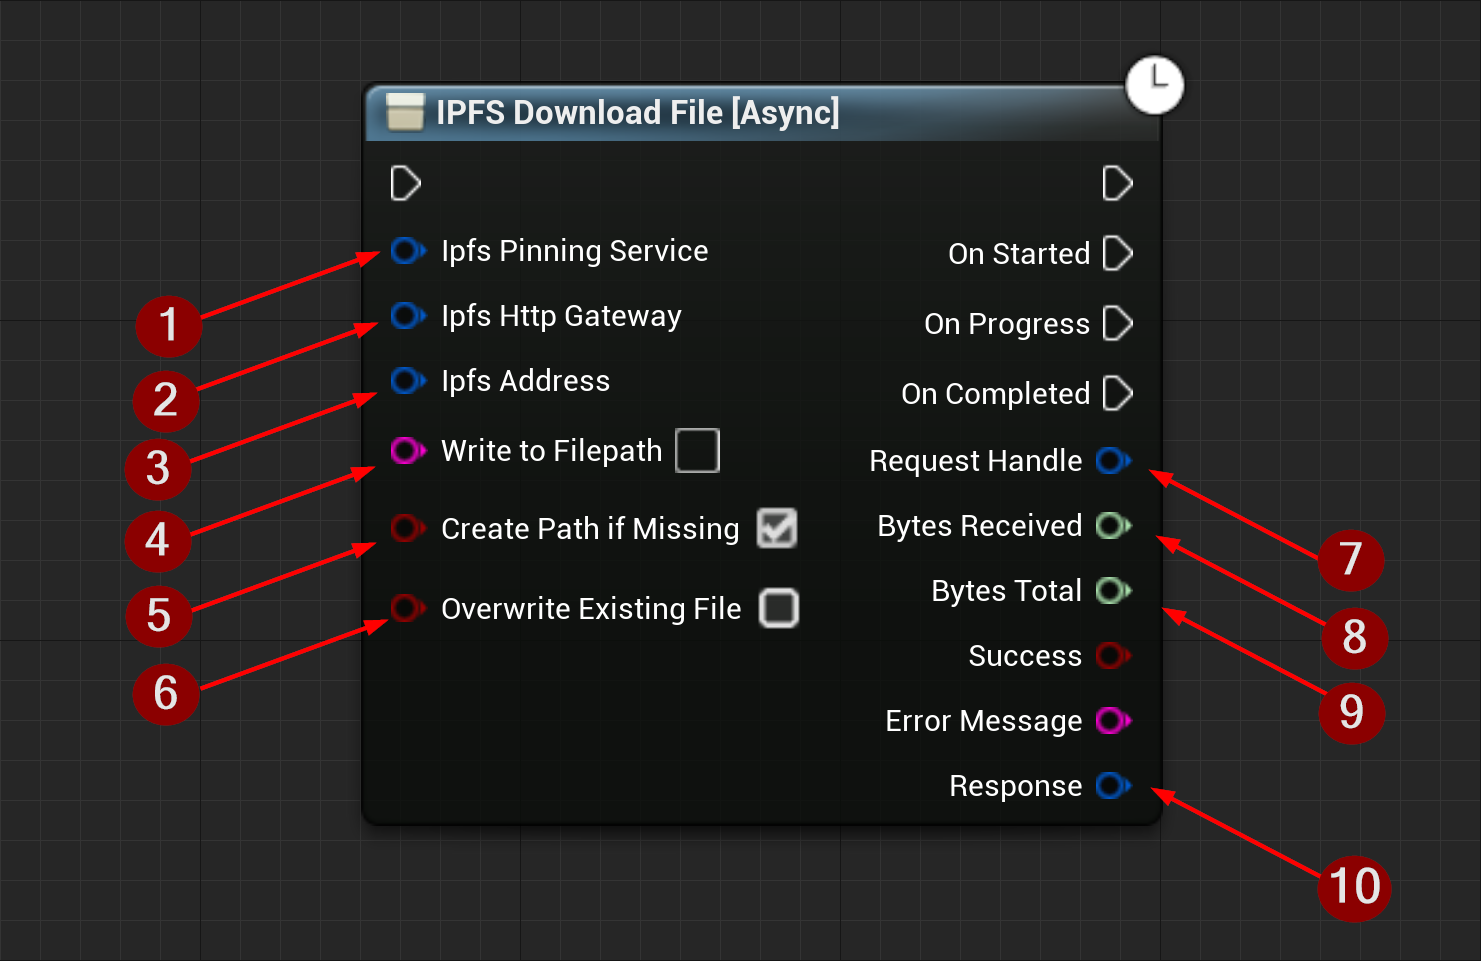 IPFS Download File [Async]
Ipfs Pinning Service
On Started
Ipfs Http Gateway
On Progress
Ipfs Address
On Completed
Write to Filepath
Request Handle
Create Path if Missing
Bytes Received
Overwrite Existing File
Bytes Total
Success
Error Message
Response
1
2
3
4
5
6
7
8
9
10